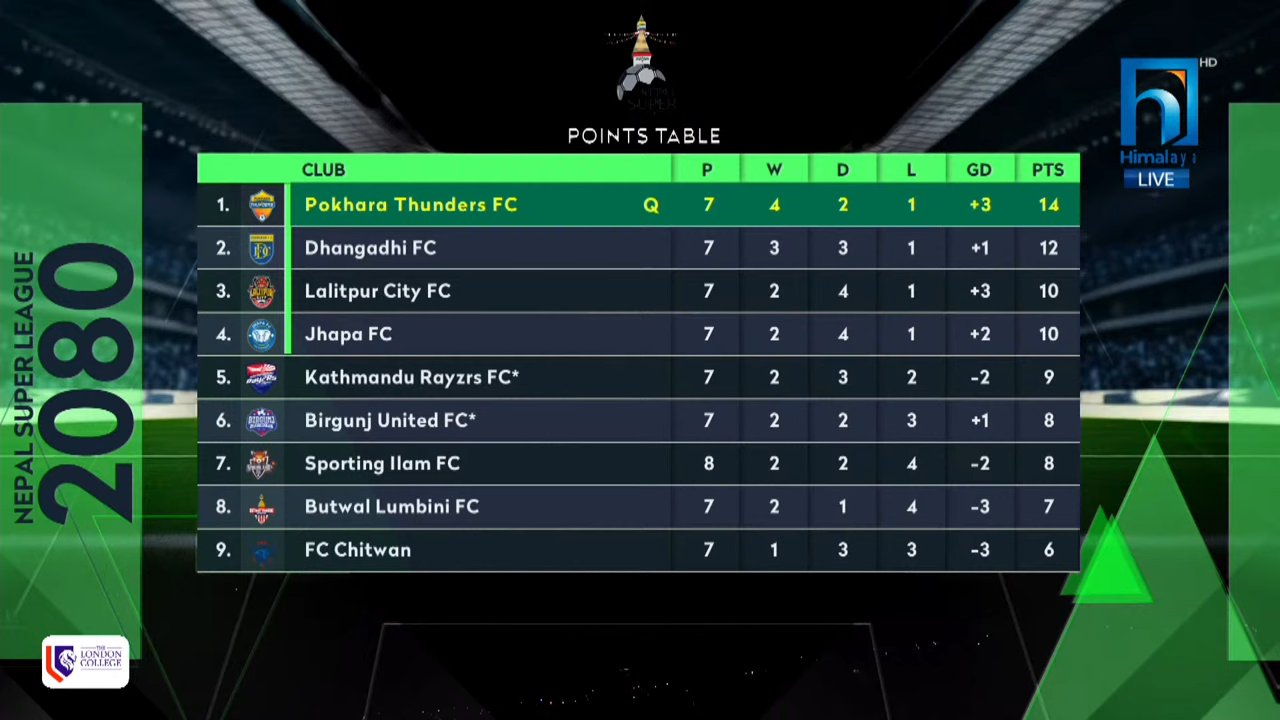 SUPER
POINTS TABLE
HD
Himalaya
LIVE
NEPAL SUPER LEAGUE
2080
CLUB P W D L GD PTS
1. Pokhara Thunders FC Q 7 4 2 1 +3 14
2. Dhangadhi FC 7 3 3 1 +1 12
3. Lalitpur City FC 7 2 4 1 +3 10
4. Jhapa FC 7 2 4 1 +2 10
5. Kathmandu Rayzrs FC* 7 2 3 2 -2 9
6. Birgunj United FC* 7 2 2 3 +1 8
7. Sporting Ilam FC 8 2 2 4 -2 8
8. Butwal Lumbini FC 7 2 1 4 -3 7
9. FC Chitwan 7 1 3 3 -3 6
THE
LONDON
COLLEGE